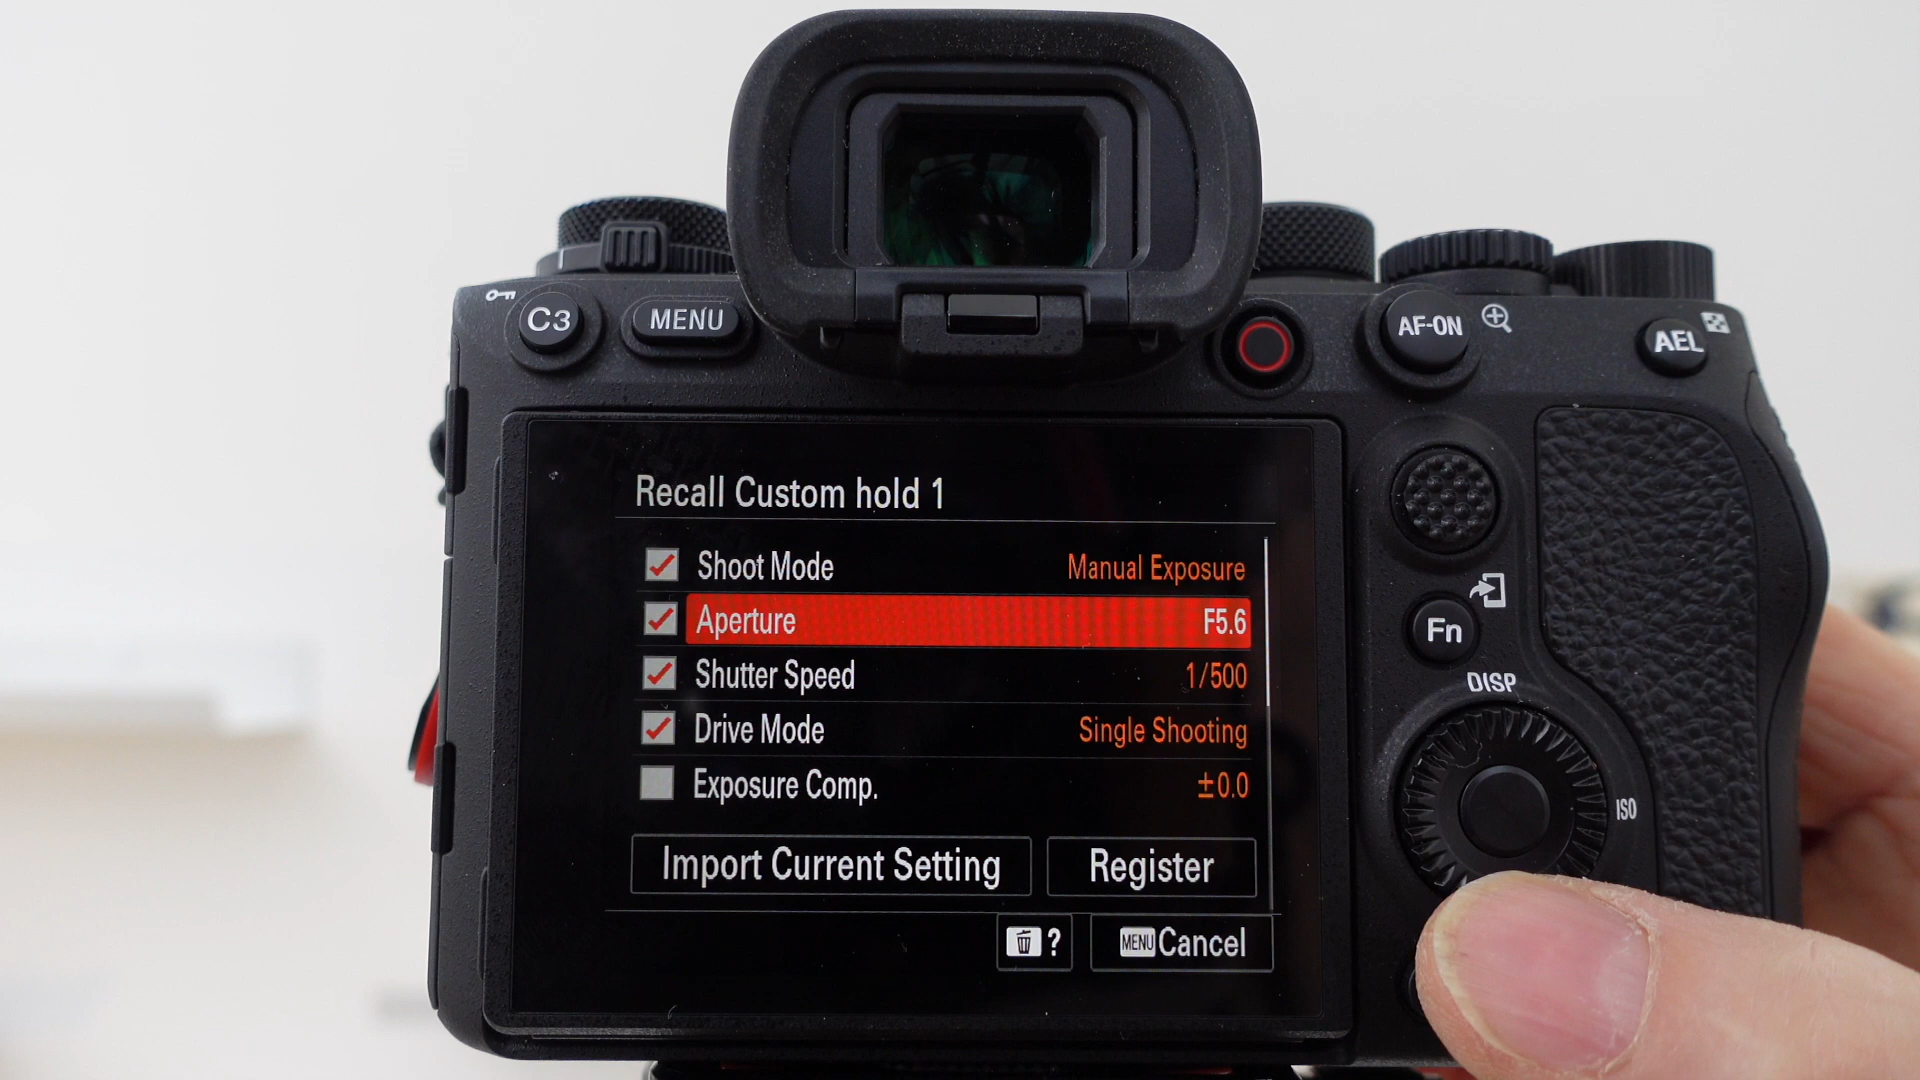 C3
MENU
AF-ON
AEL
Recall Custom hold 1
Shoot Mode Manual Exposure
Aperture F5.6
Shutter Speed 1/500
Drive Mode Single Shooting
Exposure Comp. ±0.0
Import Current Setting Register
? MENU Cancel
Fn
DISP
ISO